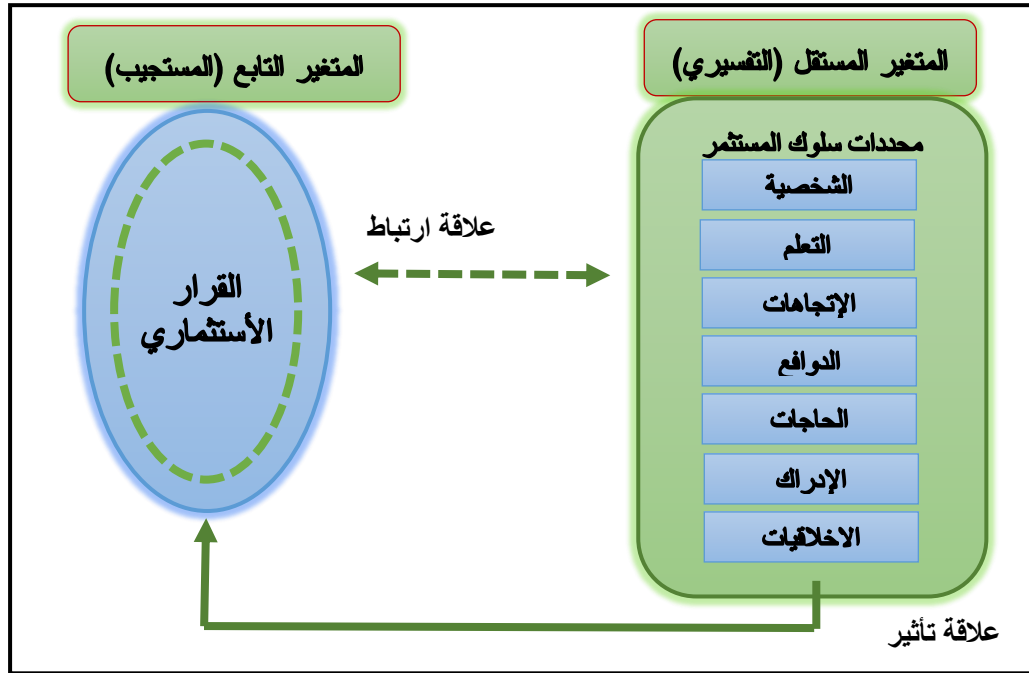 المتغير المستقل (التفسيري)
المتغير التابع (المستجيب)
محددات سلوك المستثمر
الشخصية
التعلم
الإتجاهات
الدوافع
الحاجات
الإدراك
الاخلاقيات
علاقة ارتباط
القرار
الأستثماري
علاقة تأثير